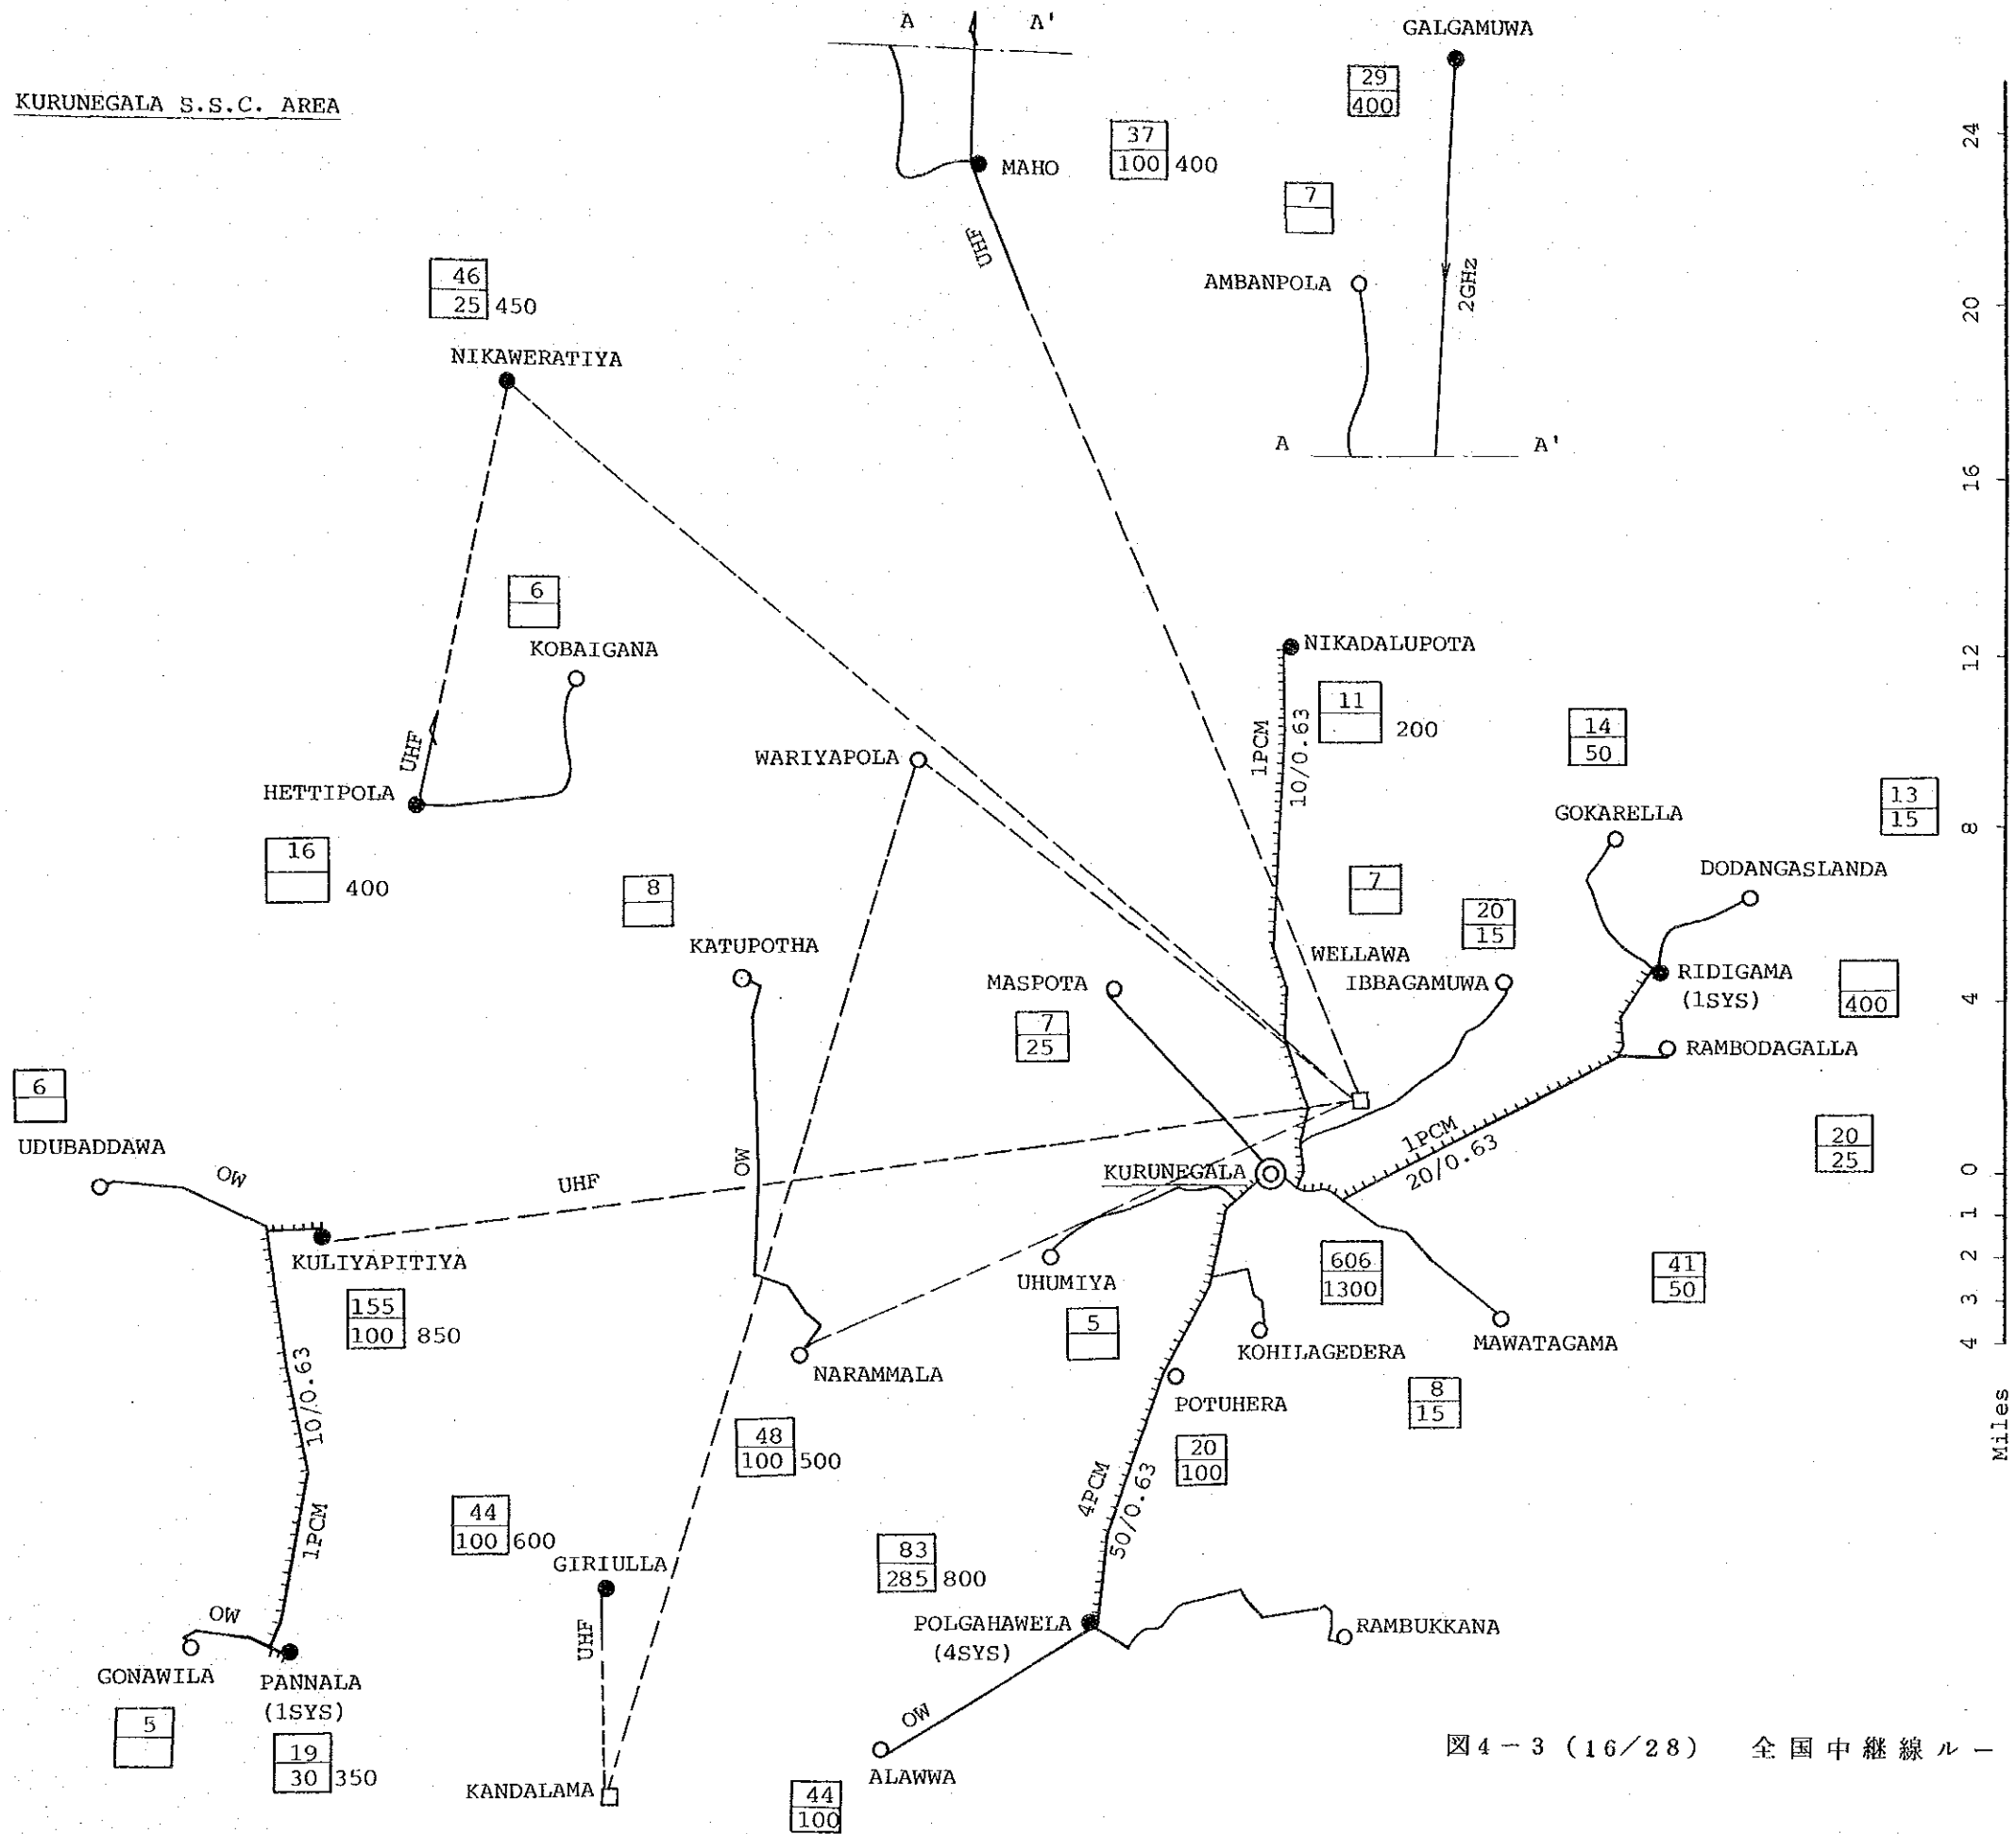 KURUNEGALA S.S.C. AREA
A A'
GALGAMUWA
29
400
MAHO
37
100 400
UHF
7
AMBANPOLA
2GHz
A A'
46
25 450
NIKAWERATIYA
UHF
6
KOBAIGANA
HETTIPOLA
16
400
WARIYAPOLA
NIKADALUPOTA
11
200
1PCM
10/0.63
14
50
GOKARELLA
13
15
DODANGASLANDA
8
KATUPOTHA
OW
MASPOTA
7
25
7
WELLAWA
20
15
IBBAGAMUWA
RIDIGAMA
(1SYS)
400
RAMBODAGALLA
20
25
1PCM
20/0.63
6
UDUBADDAWA
OW
UHF
KULIYAPITIYA
155
100 850
10/0.63
1PCM
KURUNEGALA
606
1300
UHUMIYA
5
KOHILAGEDERA
8
15
MAWATAGAMA
41
50
NARAMMALA
48
100 500
POTUHERA
20
100
4PCM
50/0.63
44
100 600
GIRIULLA
UHF
83
285 800
POLGAHAWELA
(4SYS)
RAMBUKKANA
OW
GONAWILA
5
PANNALA
(1SYS)
19
30 350
KANDALAMA
OW
ALAWWA
44
100
24
20
16
12
8
4
0
1
2
3
4
Miles
図4-3 (16/28) 全国中継線ルー